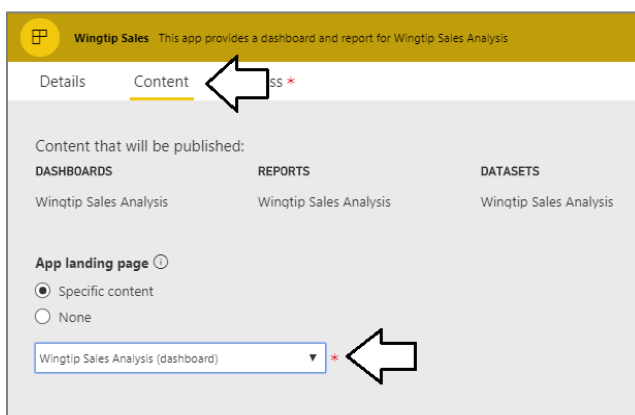 Wingtip Sales This app provides a dashboard and report for Wingtip Sales Analysis
Details Content ss *
Content that will be published:
DASHBOARDS REPORTS DATASETS
Wingtip Sales Analysis Wingtip Sales Analysis Wingtip Sales Analysis
App landing page
Specific content
None
Wingtip Sales Analysis (dashboard) *